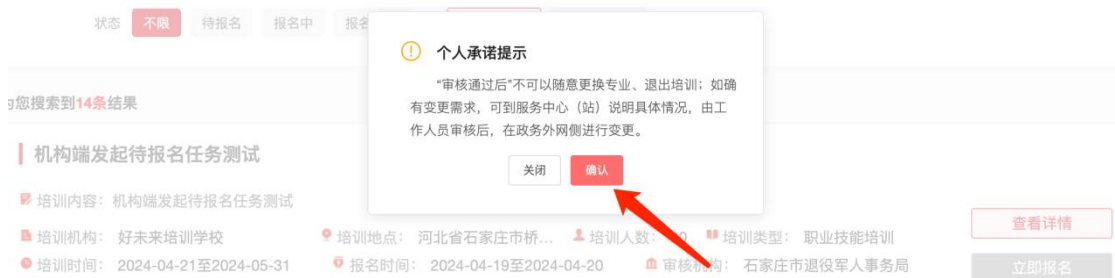 状态 不限 待报名 报名中 报名
个人承诺提示
“审核通过后”不可以随意更换专业、退出培训；如确
有变更需求，可到服务中心（站）说明具体情况，由工
作人员审核后，在政务外网侧进行变更。
关闭 确认
为您搜索到14条结果
机构端发起待报名任务测试
培训内容：机构端发起待报名任务测试
培训机构： 好未来培训学校 培训地点： 河北省石家庄市桥... 培训人数： 培训类型： 职业技能培训
查看详情
培训时间： 2024-04-21至2024-05-31 报名时间： 2024-04-19至2024-04-20 审核机构： 石家庄市退役军人事务局
立即报名